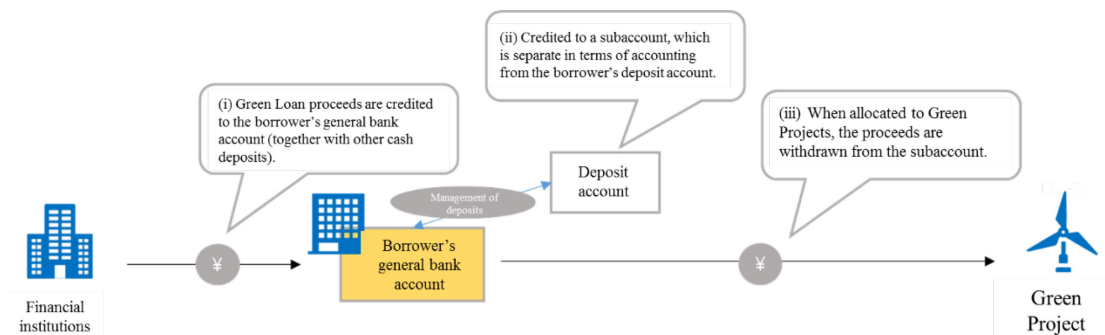 (ii) Credited to a subaccount, which
is separate in terms of accounting
from the borrower's deposit account.
(i) Green Loan proceeds are credited
to the borrower's general bank
account (together with other cash
deposits).
(iii) When allocated to Green
Projects, the proceeds are
withdrawn from the subaccount.
Deposit
account
Management of
deposits
¥
Borrower's
general bank
account
¥
Financial
institutions
Green
Project